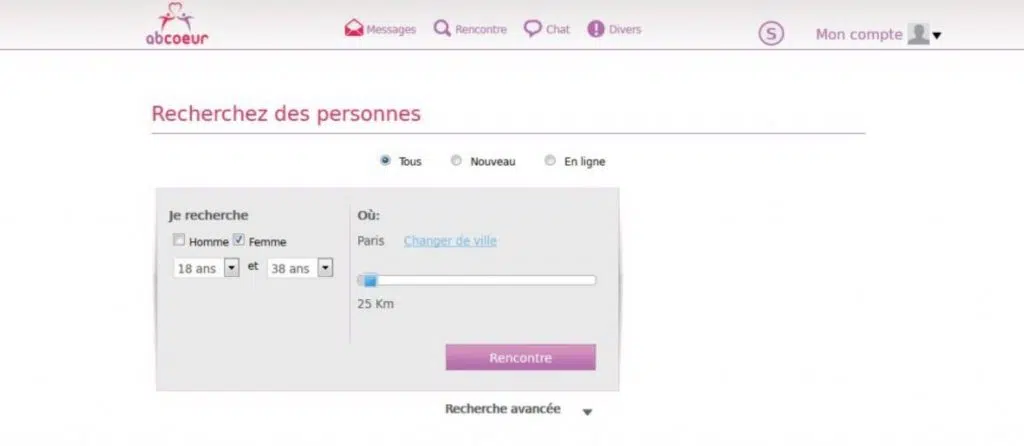 abcoeur
Messages Rencontre Chat Divers
S Mon compte
Recherchez des personnes
Tous Nouveau En ligne
Je recherche
Homme Femme
18 ans et 38 ans
Où:
Paris Changer de ville
25 Km
Rencontre
Recherche avancée